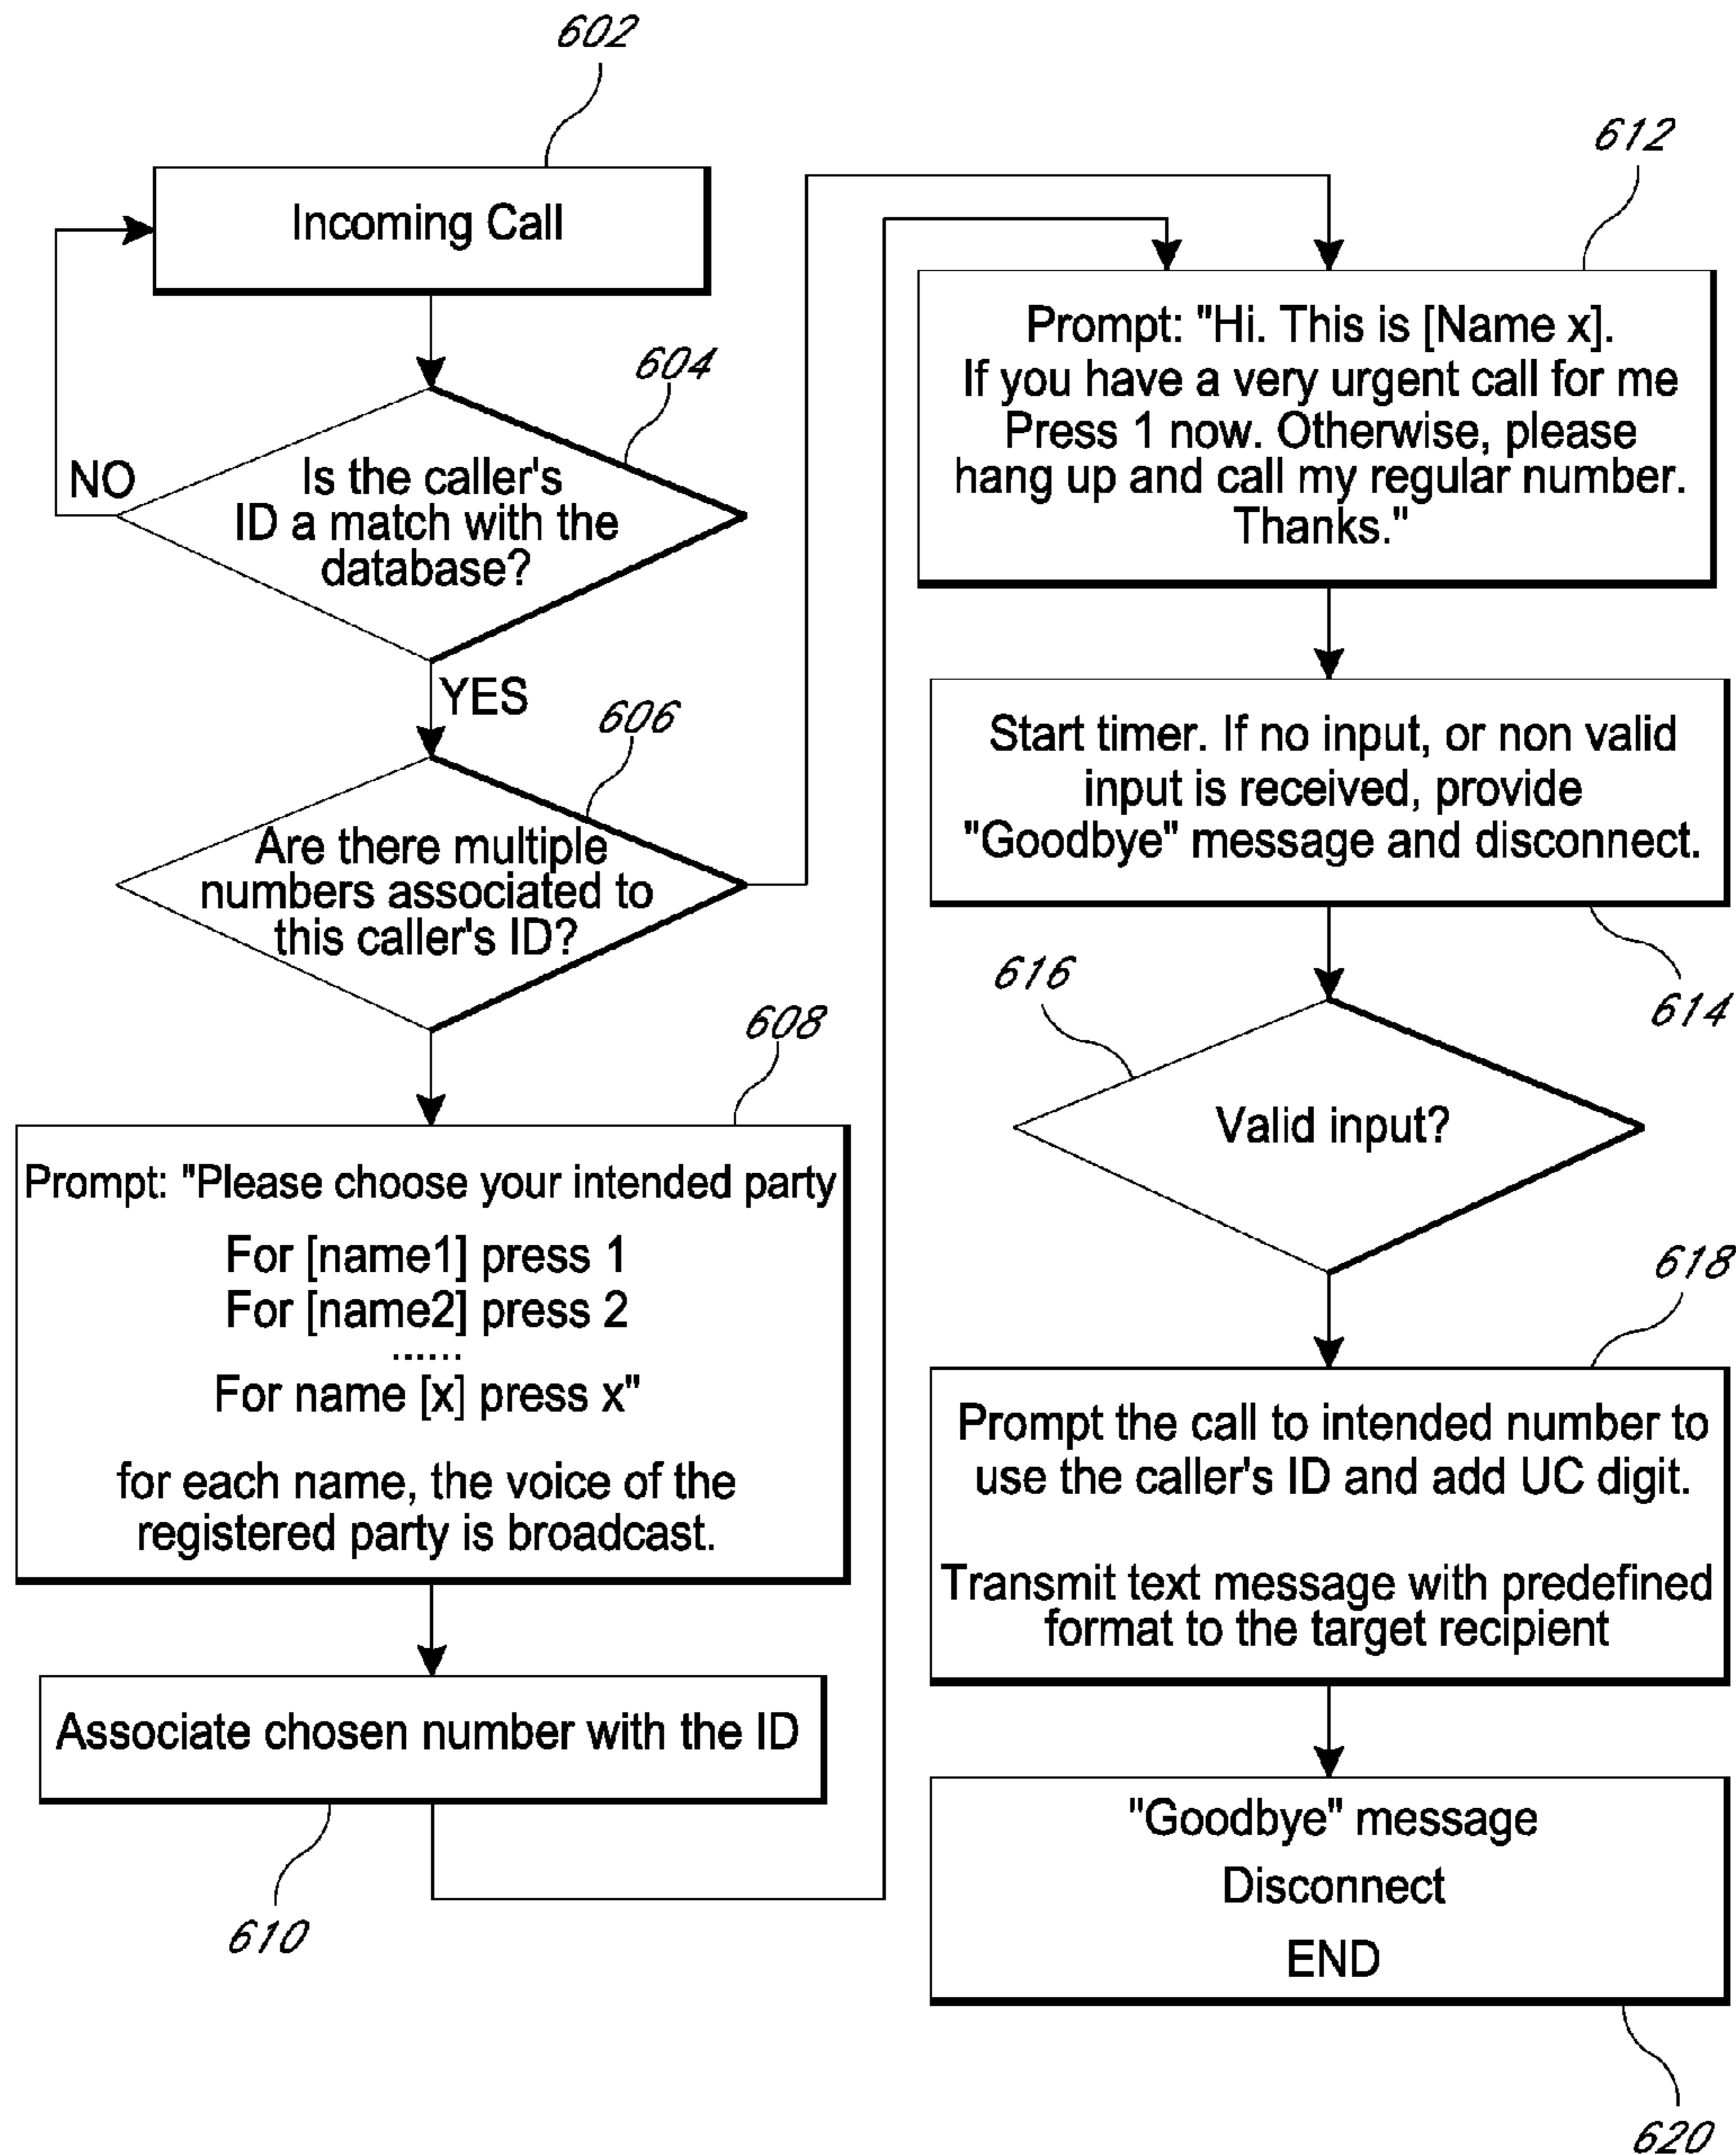 602
Incoming Call
604
Is the caller's
ID a match with the
database?
NO
YES
606
Are there multiple
numbers associated to
this caller's ID?
608
Prompt: "Please choose your intended party
For [name1] press 1
For [name2] press 2
......
For name [x] press x"
for each name, the voice of the
registered party is broadcast.
Associate chosen number with the ID
610
612
Prompt: "Hi. This is [Name x].
If you have a very urgent call for me
Press 1 now. Otherwise, please
hang up and call my regular number.
Thanks."
Start timer. If no input, or non valid
input is received, provide
"Goodbye" message and disconnect.
614
616
Valid input?
618
Prompt the call to intended number to
use the caller's ID and add UC digit.
Transmit text message with predefined
format to the target recipient
"Goodbye" message
Disconnect
END
620